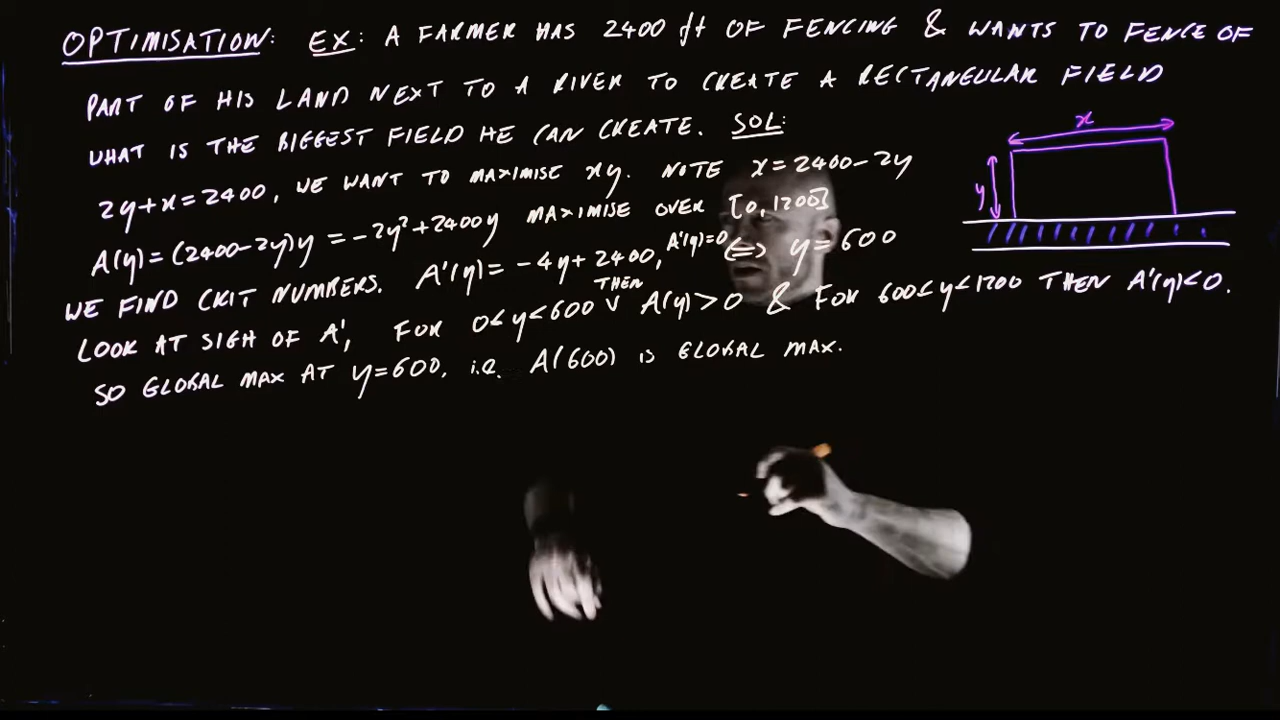 OPTIMISATION: EX: A FARMER HAS 2400 ft OF FENCING & WANTS TO FENCE OF
PART OF HIS LAND NEXT TO A RIVER TO CREATE A RECTANGULAR FIELD
WHAT IS THE BIGGEST FIELD HE CAN CREATE. SOL:
x
y
2y+x=2400, WE WANT TO MAXIMISE xy. NOTE x=2400-2y
A(y)=(2400-2y)y=-2y²+2400y MAXIMISE OVER [0,1200]
WE FIND CRIT NUMBERS. A'(y)=-4y+2400, A'(y)=0 ⇔ y=600
LOOK AT SIGN OF A', FOR 0<y<600 THEN A(y)>0 & FOR 600<y<1200 THEN A'(y)<0.
SO GLOBAL MAX AT y=600, i.e. A(600) IS GLOBAL MAX.